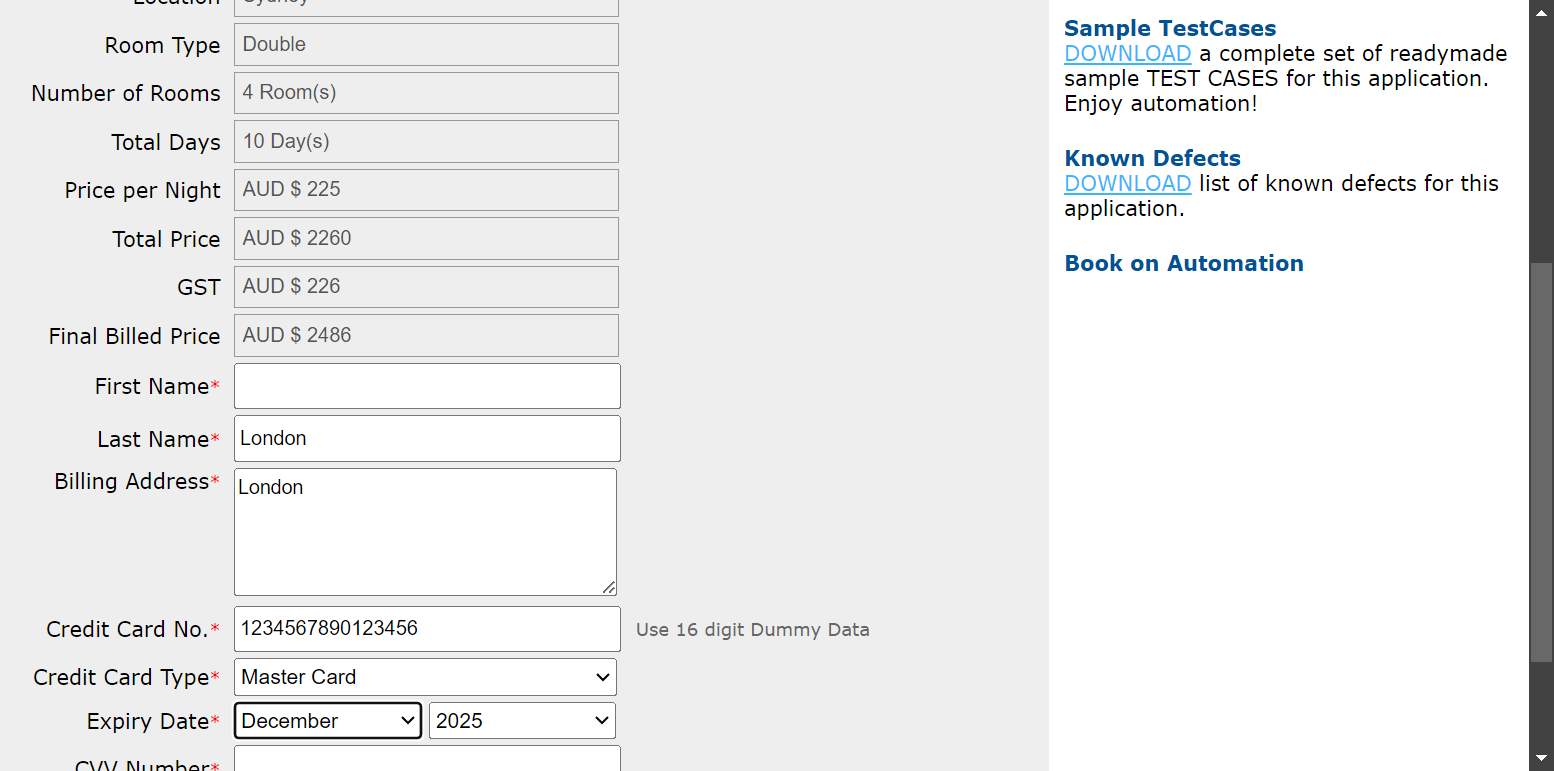 Location Sydney
Room Type Double
Number of Rooms 4 Room(s)
Total Days 10 Day(s)
Price per Night AUD $ 225
Total Price AUD $ 2260
GST AUD $ 226
Final Billed Price AUD $ 2486
First Name*
Last Name* London
Billing Address* London
Credit Card No.* 1234567890123456 Use 16 digit Dummy Data
Credit Card Type* Master Card
Expiry Date* December 2025
CVV Number*
Sample TestCases
DOWNLOAD a complete set of readymade
sample TEST CASES for this application.
Enjoy automation!
Known Defects
DOWNLOAD list of known defects for this
application.
Book on Automation